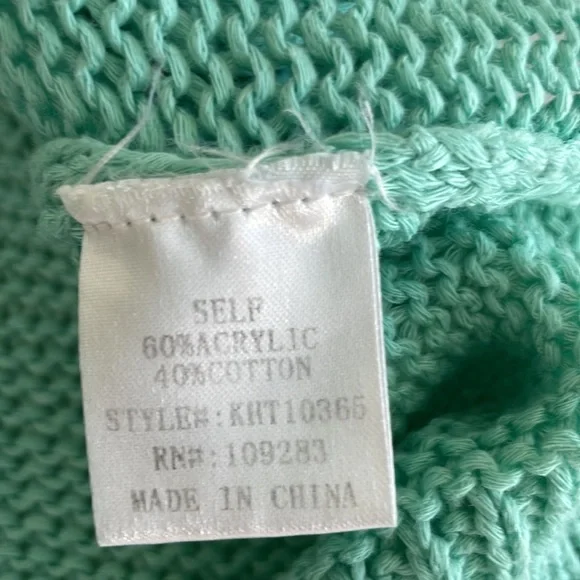 SELF
60%ACRYLIC
40%COTTON
STYLE#:KHT10365
RN#:109283
MADE IN CHINA